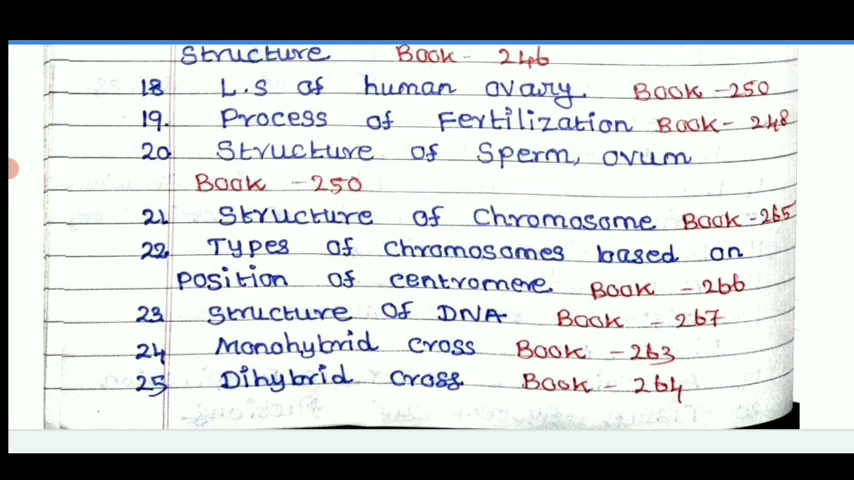 Structure Book - 246
18 L.S of human ovary. Book - 250
19. Process of Fertilization Book - 248
20 Structure of Sperm, ovum
Book - 250
21. Structure of Chromosome Book - 265
22. Types of chromosomes based on
position of centromere Book - 266
23 Structure of DNA Book - 267
24 Monohybrid cross Book - 263
25 Dihybrid cross. Book - 264